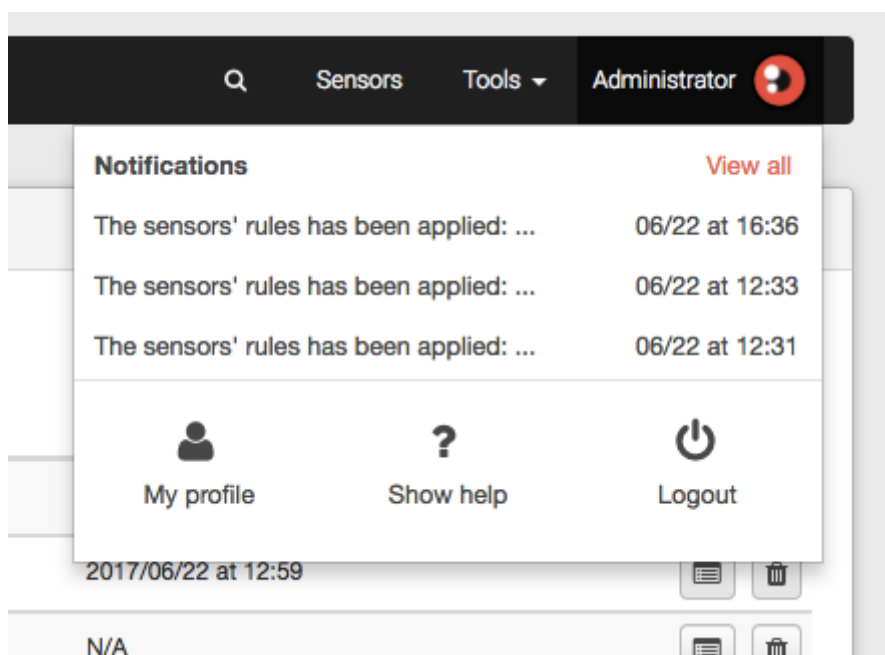 Sensors Tools Administrator
Notifications View all
The sensors' rules has been applied: ... 06/22 at 16:36
The sensors' rules has been applied: ... 06/22 at 12:33
The sensors' rules has been applied: ... 06/22 at 12:31
?
My profile Show help Logout
2017/06/22 at 12:59
N/A